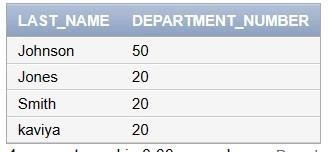 LAST_NAME DEPARTMENT_NUMBER
Johnson 50
Jones 20
Smith 20
kaviya 20